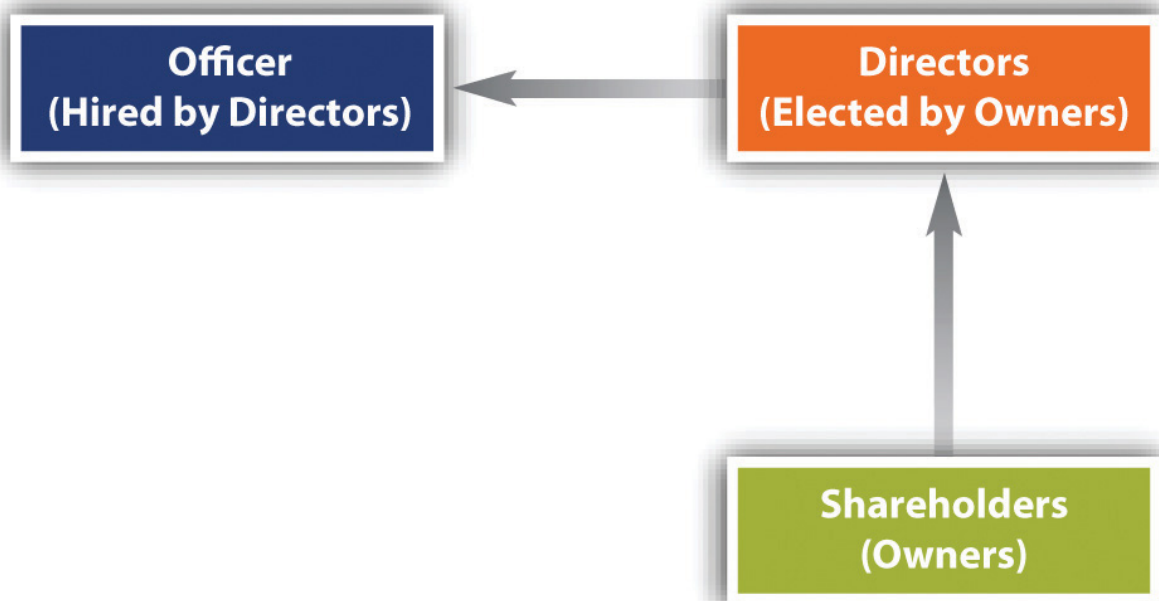 Officer
(Hired by Directors)
Directors
(Elected by Owners)
Shareholders
(Owners)